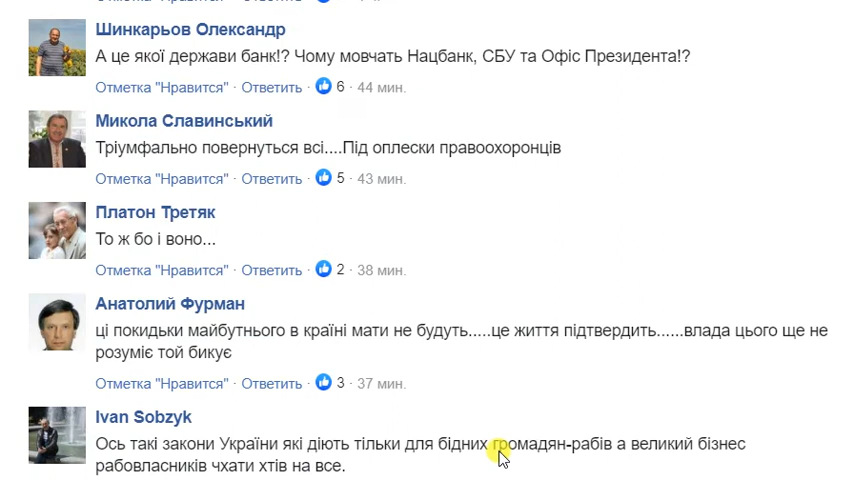 Шинкарьов Олександр
А це якої держави банк!? Чому мовчать Нацбанк, СБУ та Офіс Президента!?
Отметка "Нравится" · Ответить · 6 · 44 мин.
Микола Славинський
Тріумфально повернуться всі....Під оплески правоохоронців
Отметка "Нравится" · Ответить · 5 · 43 мин.
Платон Третяк
То ж бо і воно...
Отметка "Нравится" · Ответить · 2 · 38 мин.
Анатолий Фурман
ці покидьки майбутнього в країні мати не будуть.....це життя підтвердить......влада цього ще не
розуміє той бикує
Отметка "Нравится" · Ответить · 3 · 37 мин.
Ivan Sobzyk
Ось такі закони України які діють тільки для бідних громадян-рабів а великий бізнес
рабовласників чхати хтів на все.